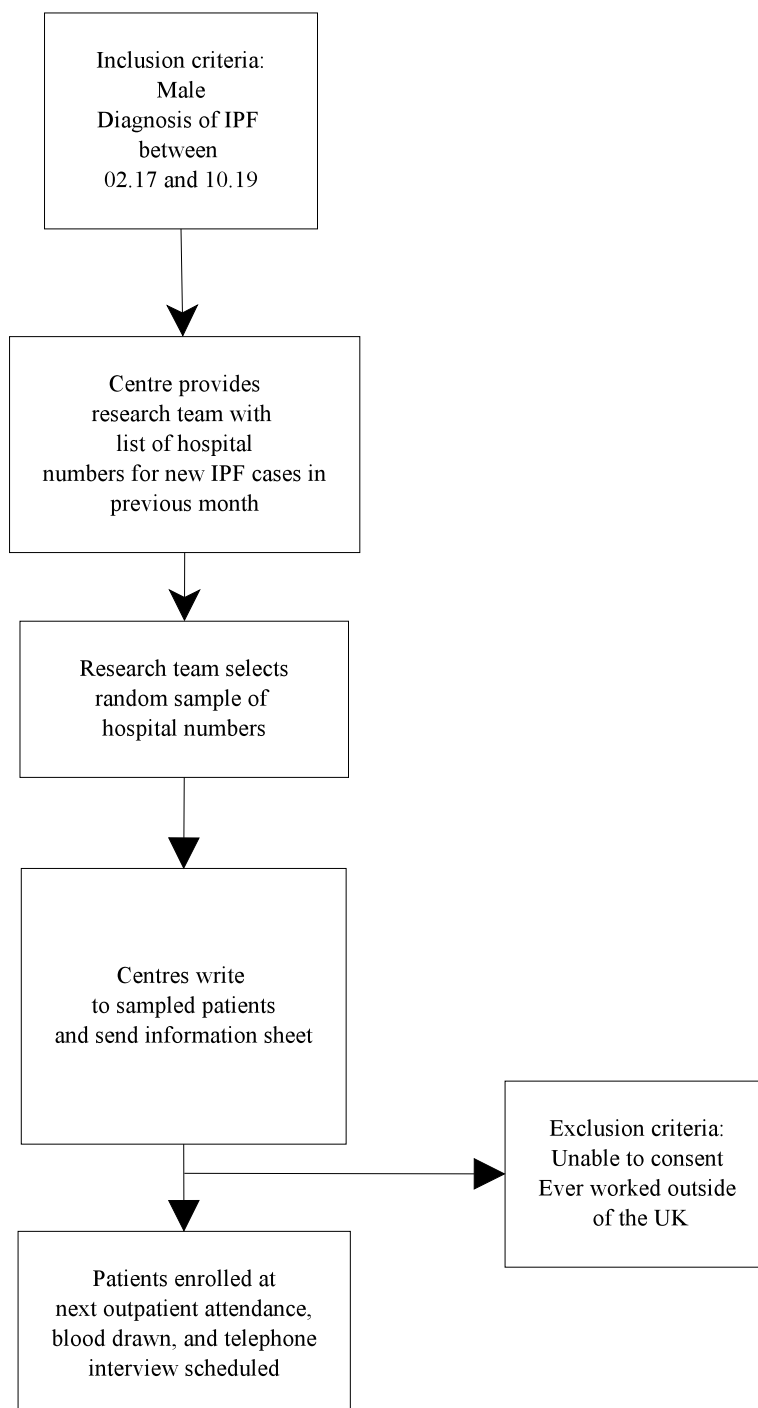 Inclusion criteria:
Male
Diagnosis of IPF
between
02.17 and 10.19
Centre provides
research team with
list of hospital
numbers for new IPF cases in
previous month
Research team selects
random sample of
hospital numbers
Centres write
to sampled patients
and send information sheet
Exclusion criteria:
Unable to consent
Ever worked outside
of the UK
Patients enrolled at
next outpatient attendance,
blood drawn, and telephone
interview scheduled